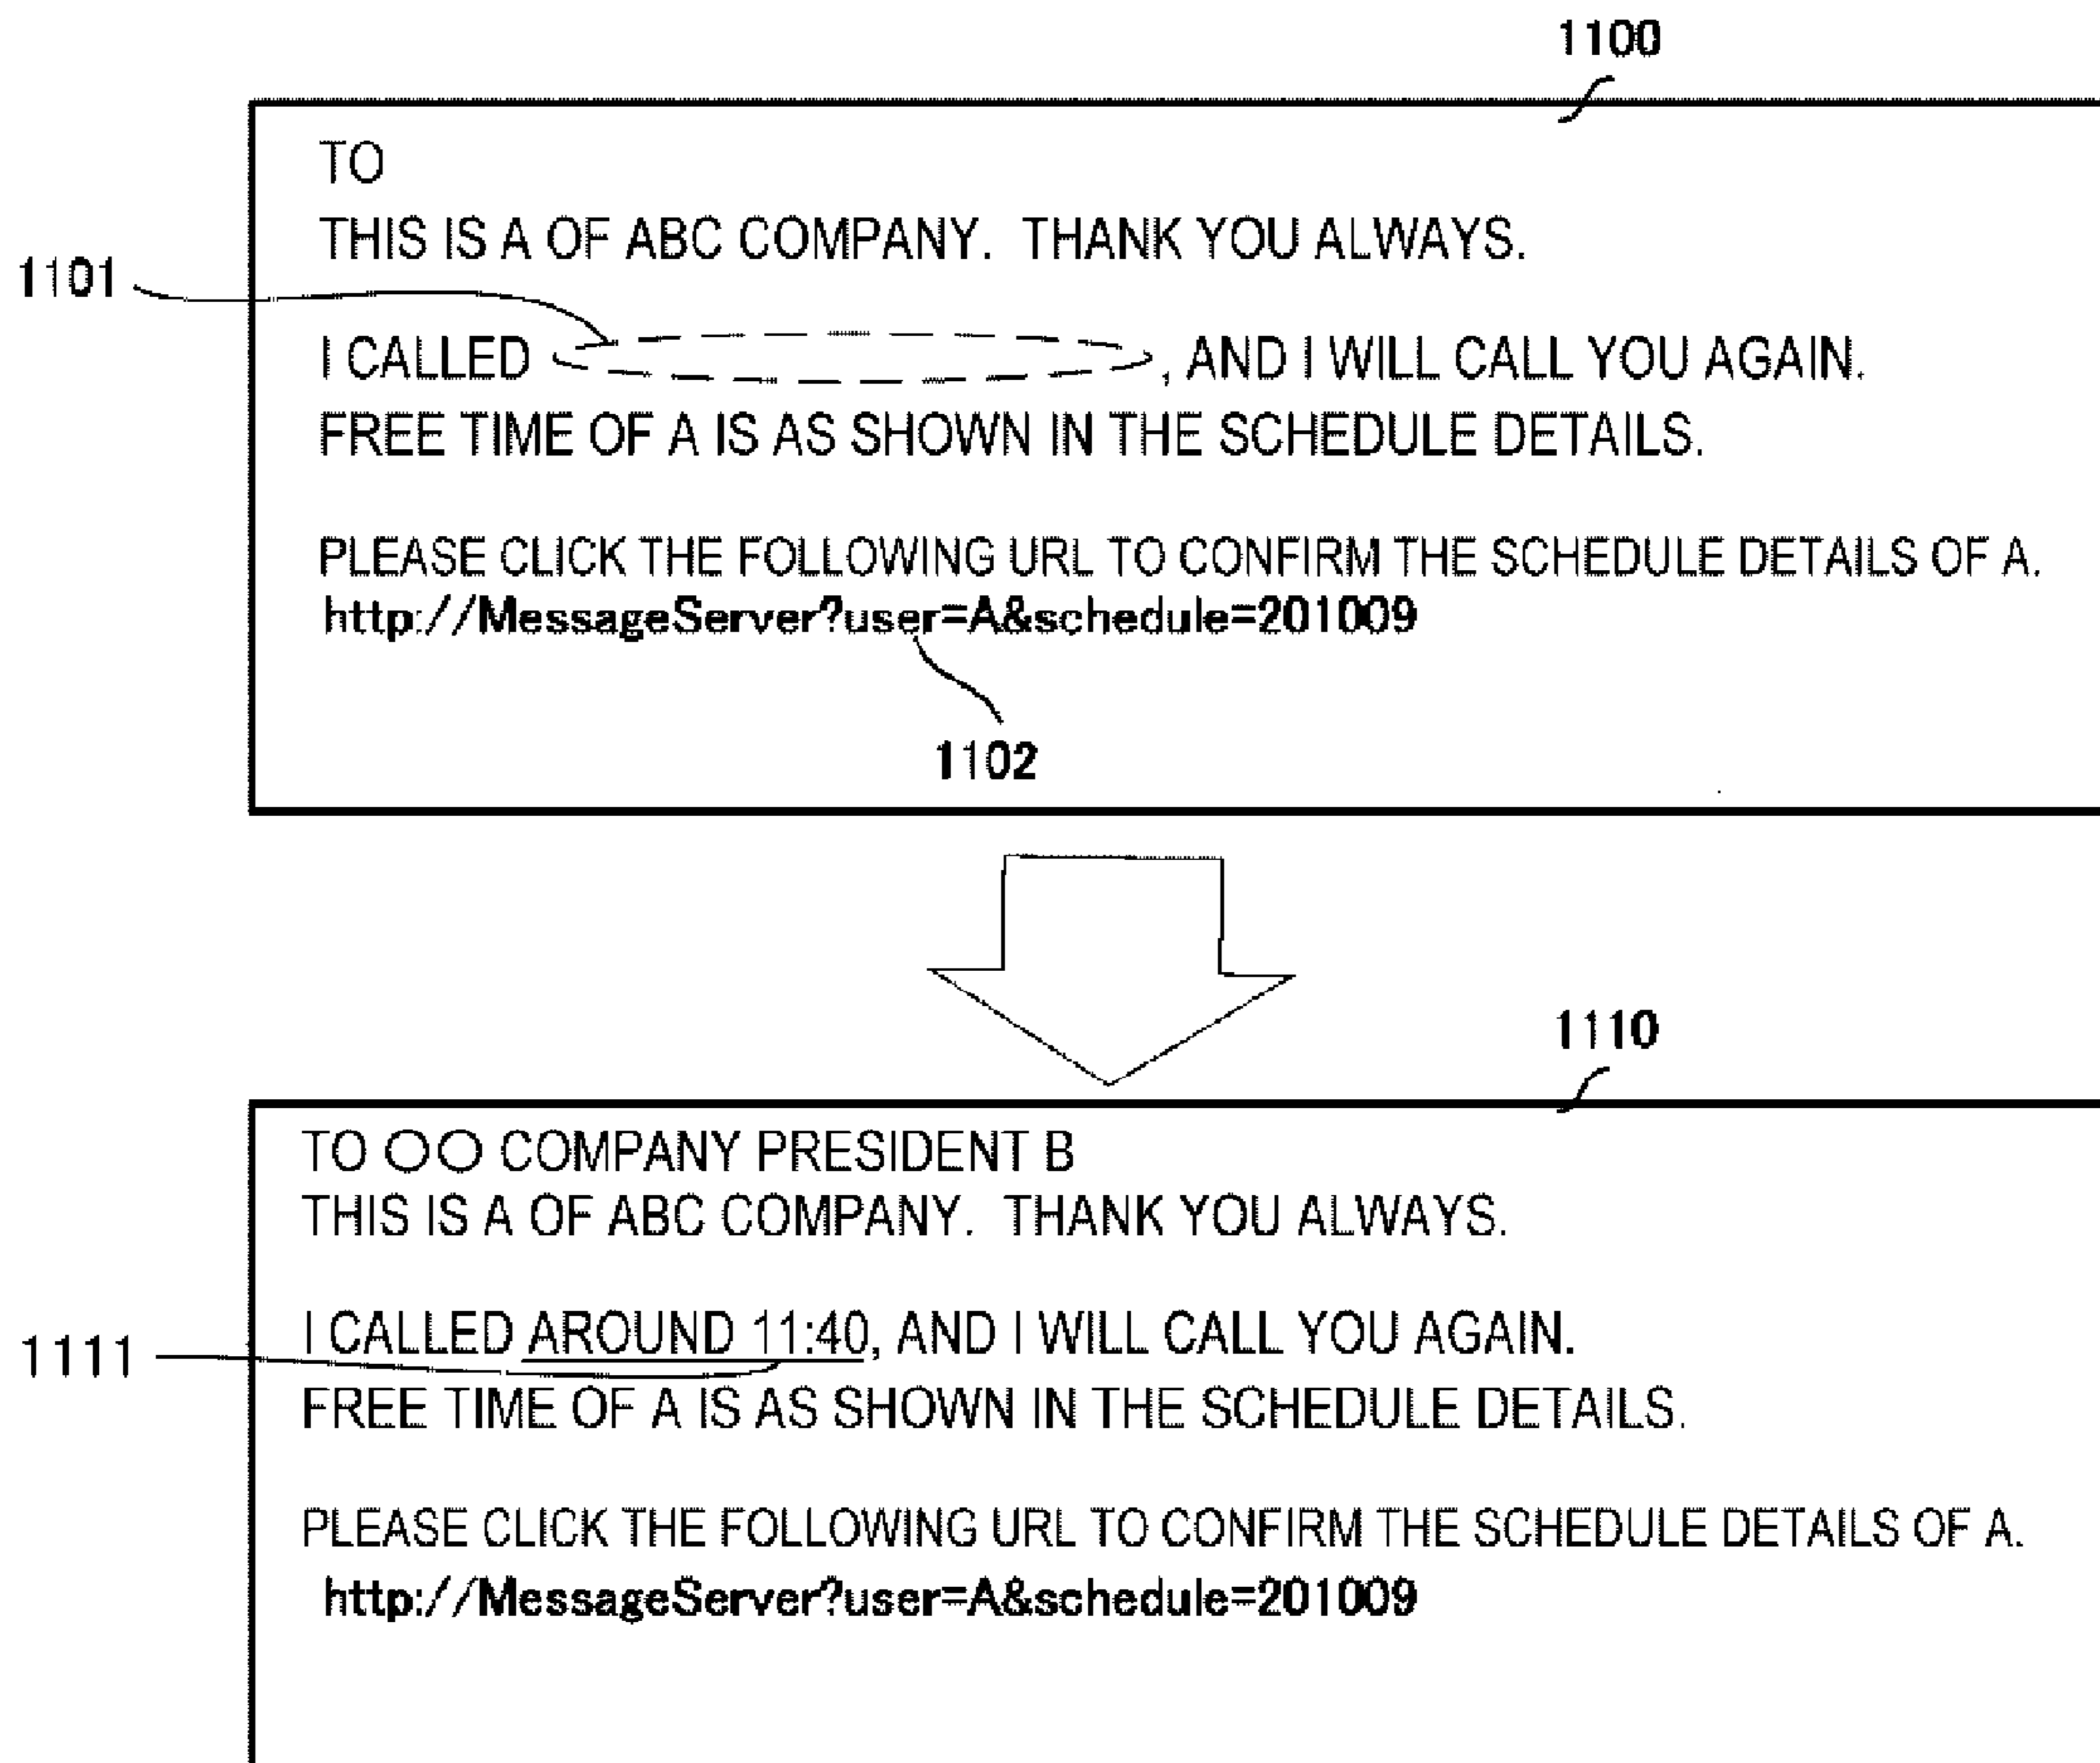 1100
TO
THIS IS A OF ABC COMPANY. THANK YOU ALWAYS.
1101
I CALLED , AND I WILL CALL YOU AGAIN.
FREE TIME OF A IS AS SHOWN IN THE SCHEDULE DETAILS.
PLEASE CLICK THE FOLLOWING URL TO CONFIRM THE SCHEDULE DETAILS OF A.
http://MessageServer?user=A&schedule=201009
1102
1110
TO ○○ COMPANY PRESIDENT B
THIS IS A OF ABC COMPANY. THANK YOU ALWAYS.
I CALLED AROUND 11:40, AND I WILL CALL YOU AGAIN.
1111
FREE TIME OF A IS AS SHOWN IN THE SCHEDULE DETAILS.
PLEASE CLICK THE FOLLOWING URL TO CONFIRM THE SCHEDULE DETAILS OF A.
http://MessageServer?user=A&schedule=201009